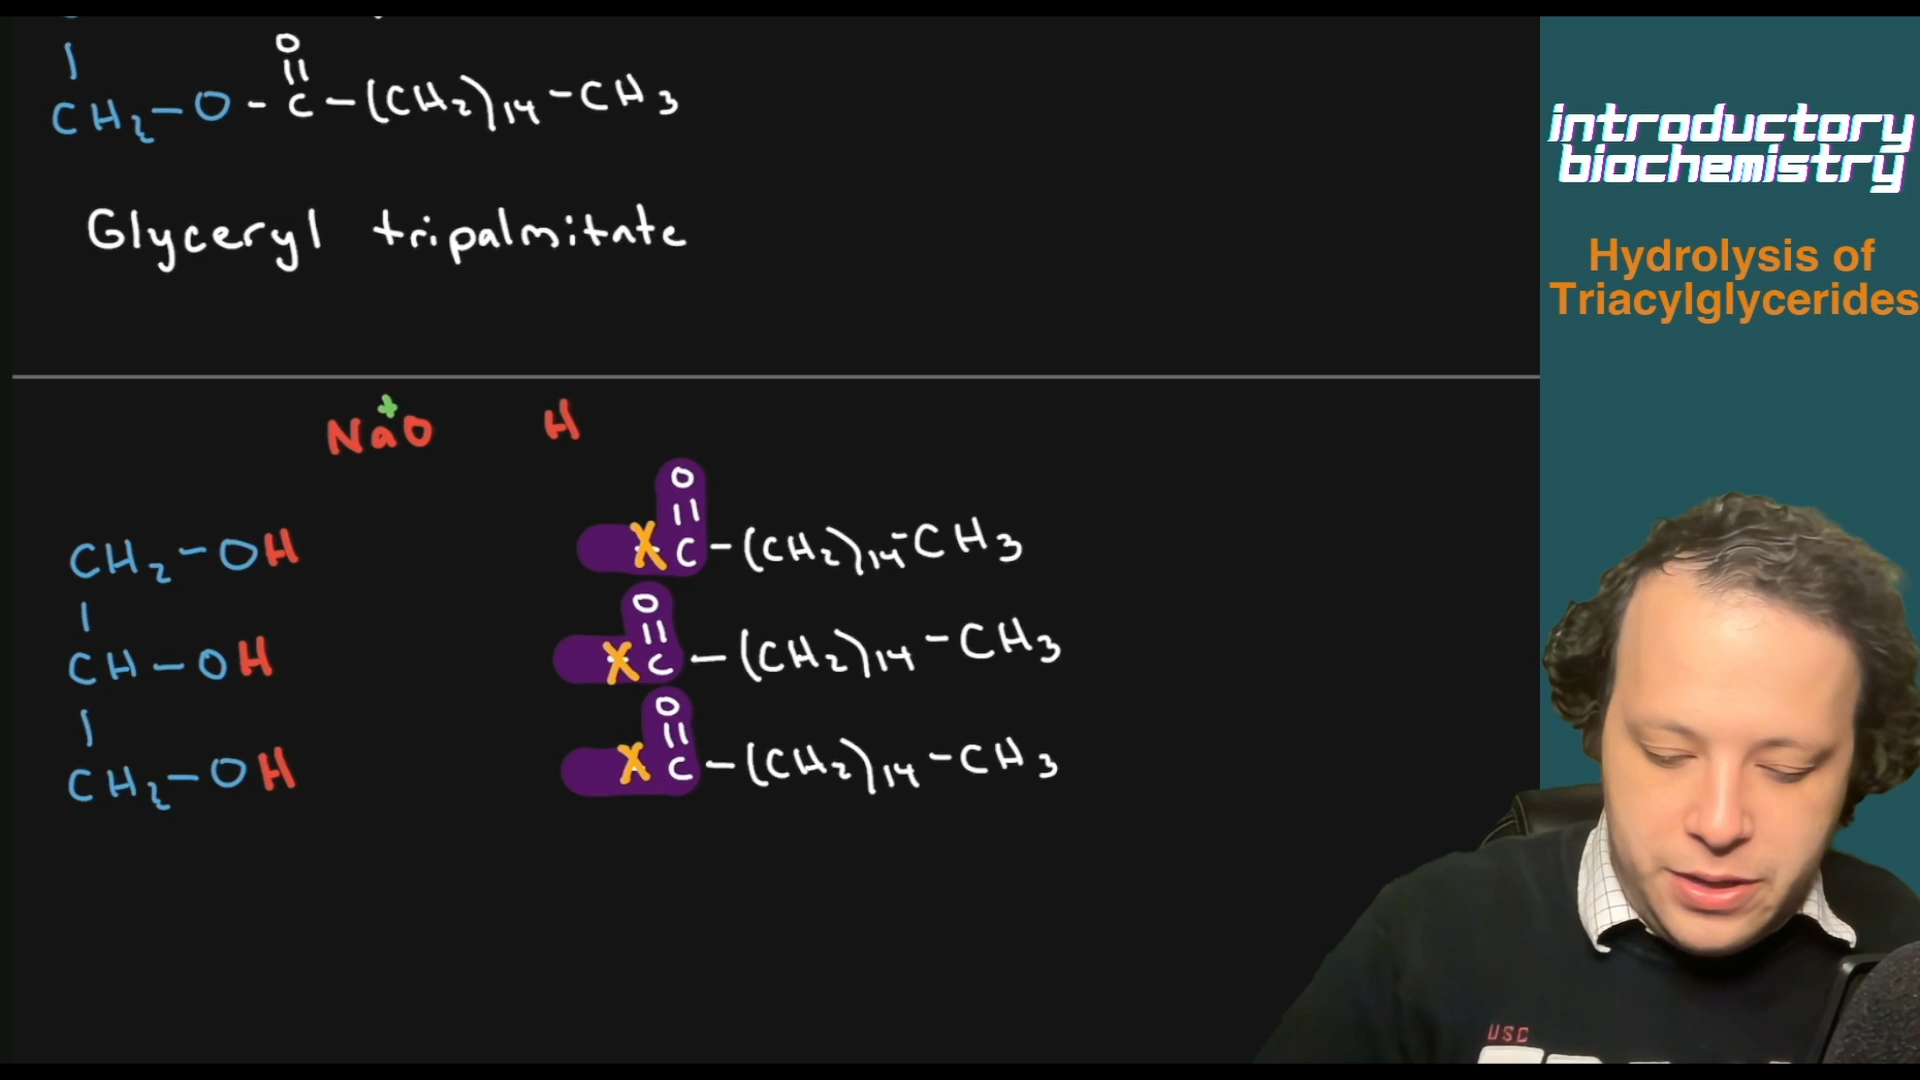 O
||
CH2-O-C-(CH2)14-CH3
Glyceryl tripalmitate
Na+O H
O
||
CH2-OH X C-(CH2)14-CH3
|
O
||
CH-OH X C-(CH2)14-CH3
|
O
||
CH2-OH X C-(CH2)14-CH3
introductory
biochemistry
Hydrolysis of
Triacylglycerides
USC